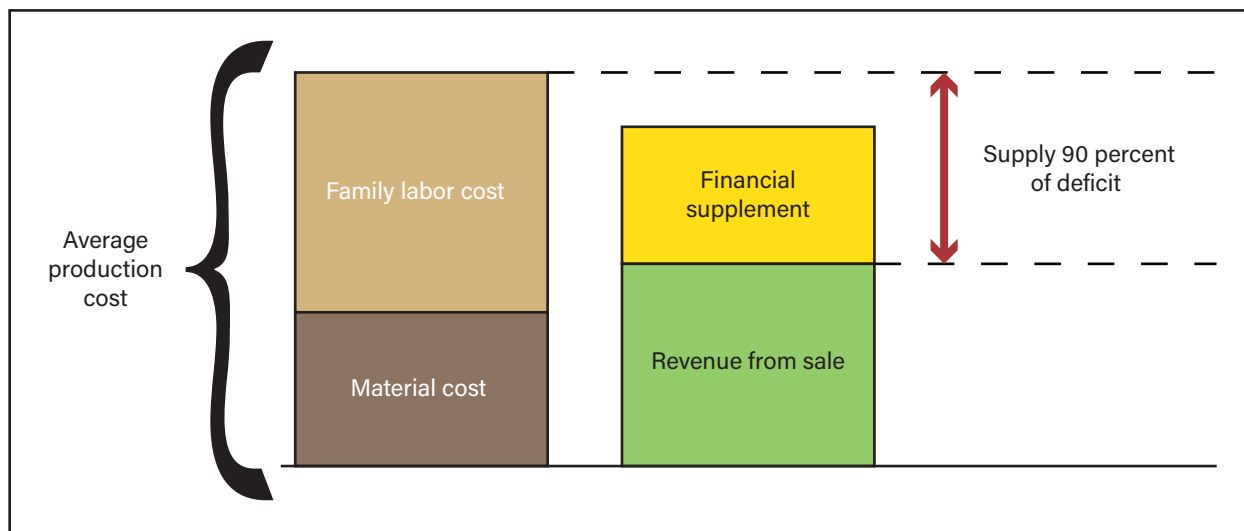 Average
production
cost
Family labor cost
Material cost
Financial
supplement
Revenue from sale
Supply 90 percent
of deficit